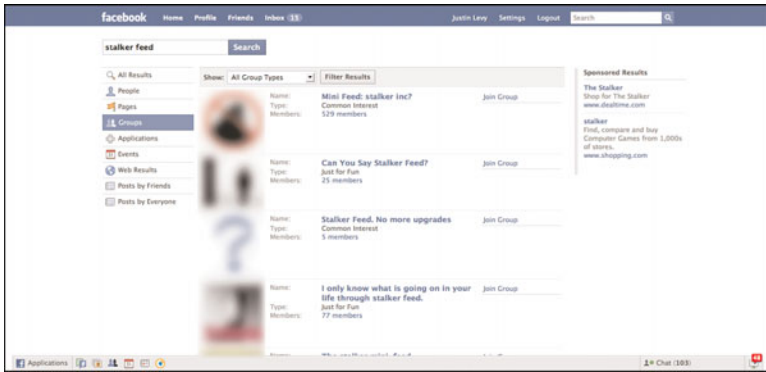 facebook Home Profile Friends Inbox 15 Justin Levy Settings Logout Search
stalker feed Search
All Results
People
Pages
Groups
Applications
Events
Web Results
Posts by Friends
Posts by Everyone
Show: All Group Types Filter Results
Name: Mini Feed: stalker inc? Join Group
Type: Common Interest
Members: 529 members
Name: Can You Say Stalker Feed? Join Group
Type: Just for Fun
Members: 25 members
Name: Stalker Feed. No more upgrades Join Group
Type: Common Interest
Members: 5 members
Name: I only know what is going on in your Join Group
life through stalker feed.
Type: Just for Fun
Members: 77 members
Sponsored Results
The Stalker
Shop for The Stalker
www.dealtime.com
stalker
Find, compare and buy
Computer Games from 1,000s
of stores.
www.shopping.com
Applications Chat (103)